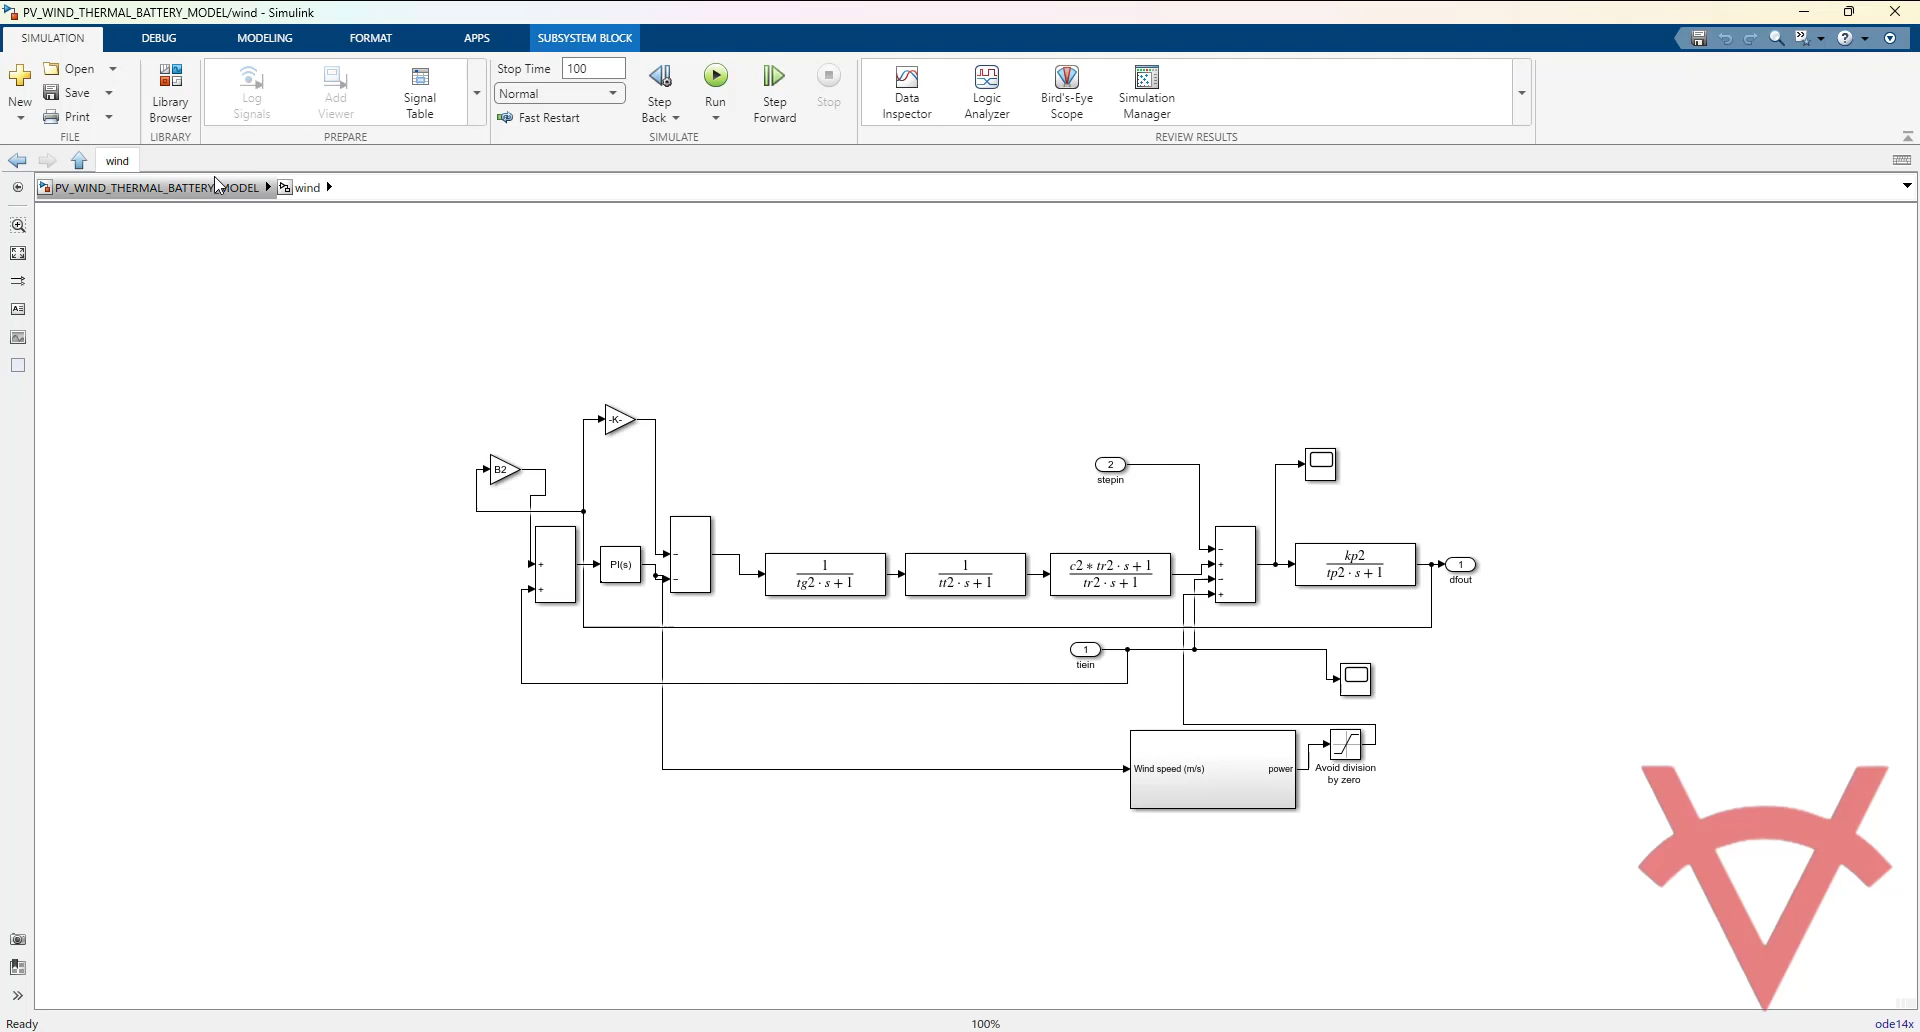 PV_WIND_THERMAL_BATTERY_MODEL/wind - Simulink
SIMULATION DEBUG MODELING FORMAT APPS SUBSYSTEM BLOCK
New
Open
Save
Print
FILE
Library
Browser
LIBRARY
Log
Signals
Add
Viewer
Signal
Table
PREPARE
Stop Time 100
Normal
Fast Restart
Step
Back
Run
Step
Forward
Stop
SIMULATE
Data
Inspector
Logic
Analyzer
Bird's-Eye
Scope
Simulation
Manager
REVIEW RESULTS
wind
PV_WIND_THERMAL_BATTERY_MODEL wind
-K-
B2
2
stepin
PI(s)
1
tg2 · s + 1
1
tt2 · s + 1
c2 * tr2 · s + 1
tr2 · s + 1
kp2
tp2 · s + 1
1
dfout
1
tiein
Wind speed (m/s) power
Avoid division
by zero
Ready 100% ode14x